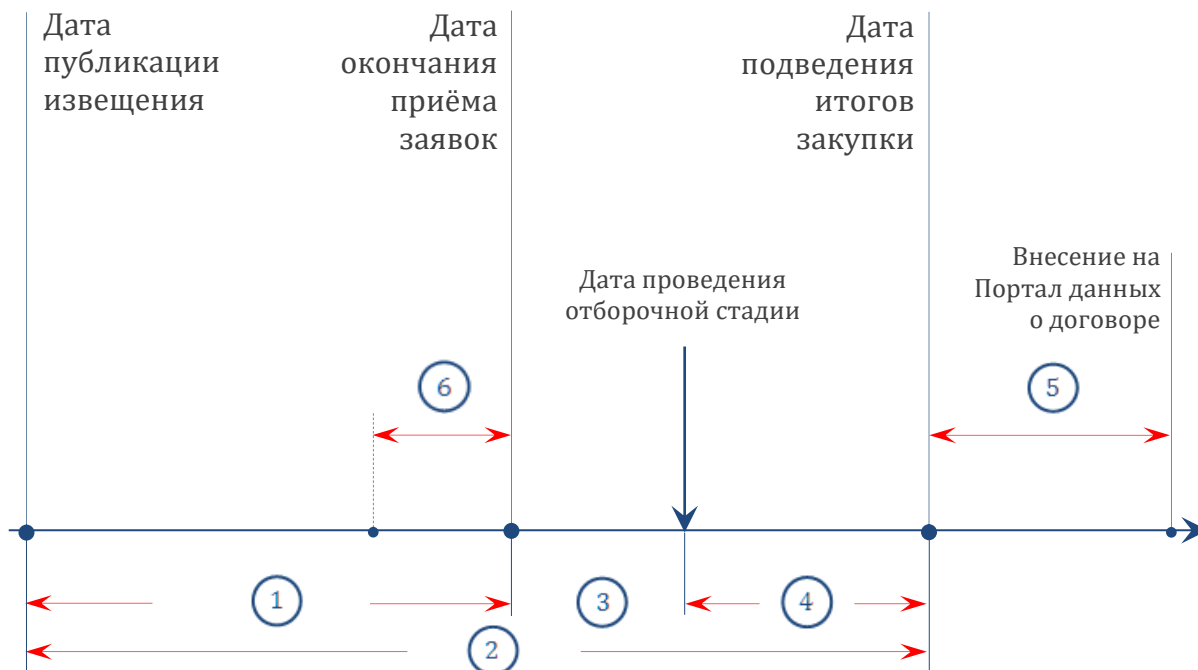 Дата
публикации
извещения
Дата
окончания
приёма
заявок
Дата
подведения
итогов
закупки
Дата проведения
отборочной стадии
Внесение на
Портал данных
о договоре
6
5
1
3
4
2